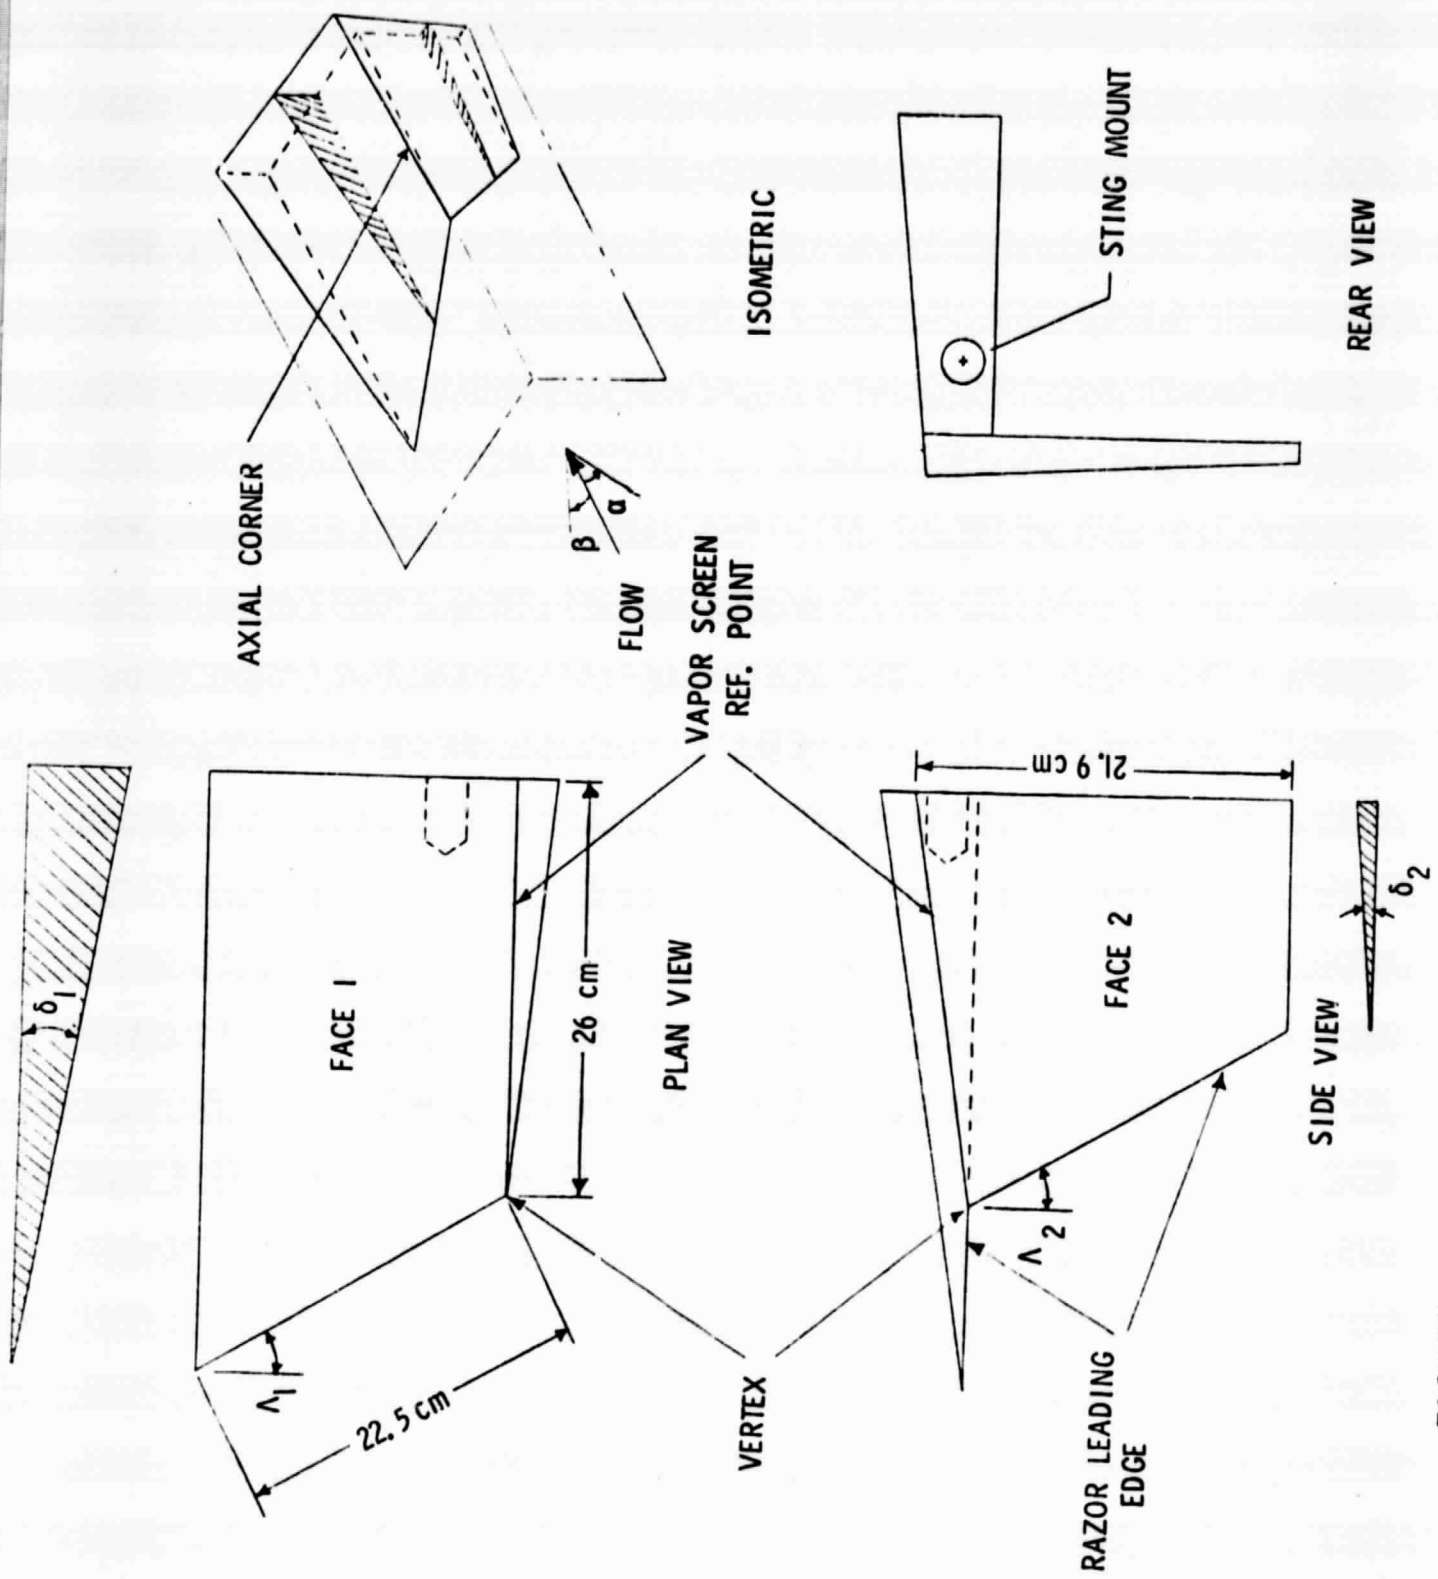 δ1
FACE 1
Λ1
22.5 cm
26 cm
PLAN VIEW
AXIAL CORNER
β
α
FLOW
ISOMETRIC
VAPOR SCREEN
REF. POINT
VERTEX
21.9 cm
FACE 2
Λ2
RAZOR LEADING
EDGE
SIDE VIEW
δ2
STING MOUNT
REAR VIEW